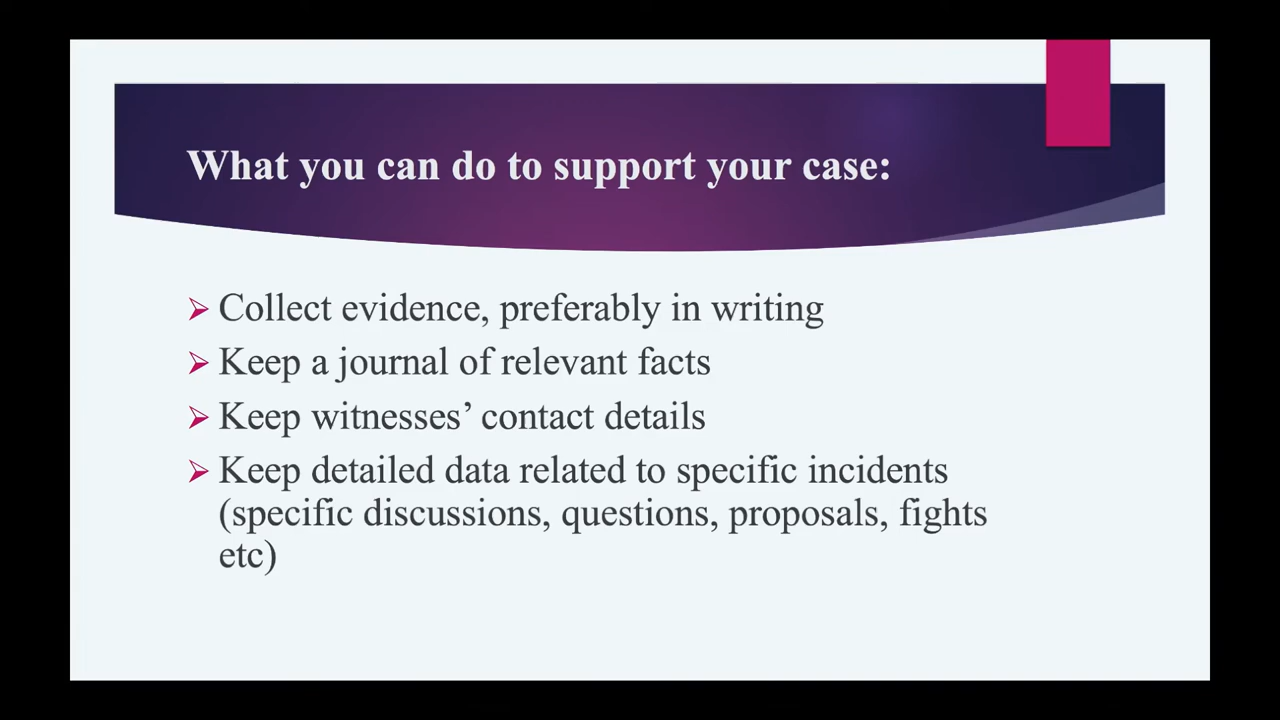 What you can do to support your case:
Collect evidence, preferably in writing
Keep a journal of relevant facts
Keep witnesses’ contact details
Keep detailed data related to specific incidents
(specific discussions, questions, proposals, fights
etc)